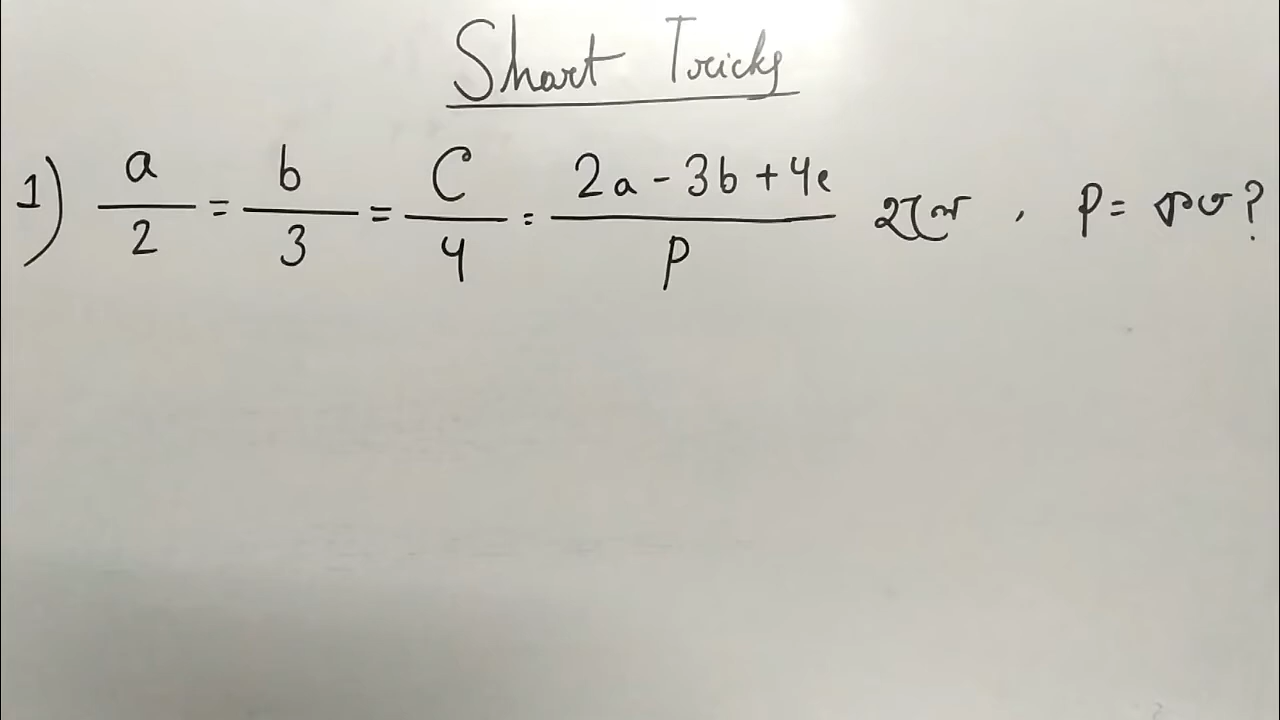 Short Tricks
1) a/2 = b/3 = C/4 = 2a - 3b + 4c/p হলে , p = কত ?